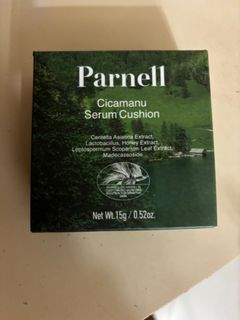 Parnell
Cicamanu
Serum Cushion
Centella Asiatica Extract,
Lactobacillus, Honey Extract,
Leptospermum Scoparium Leaf Extract,
Madecassoside
Net Wt.15g / 0.52oz.